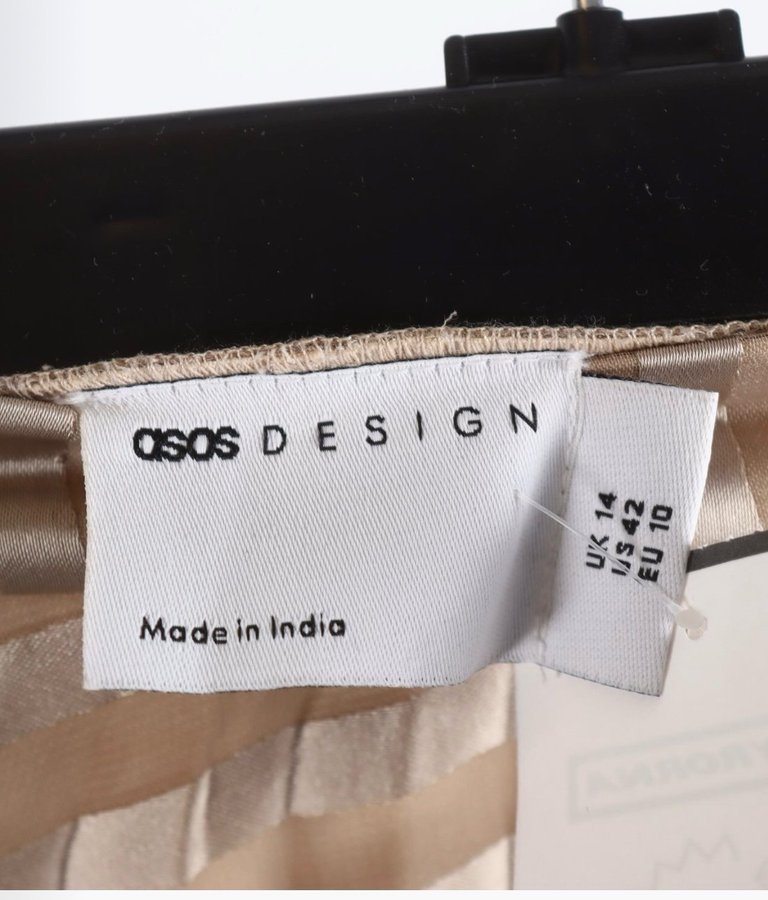 asos DESIGN
Made in India
UK 14
US 42
EU 10